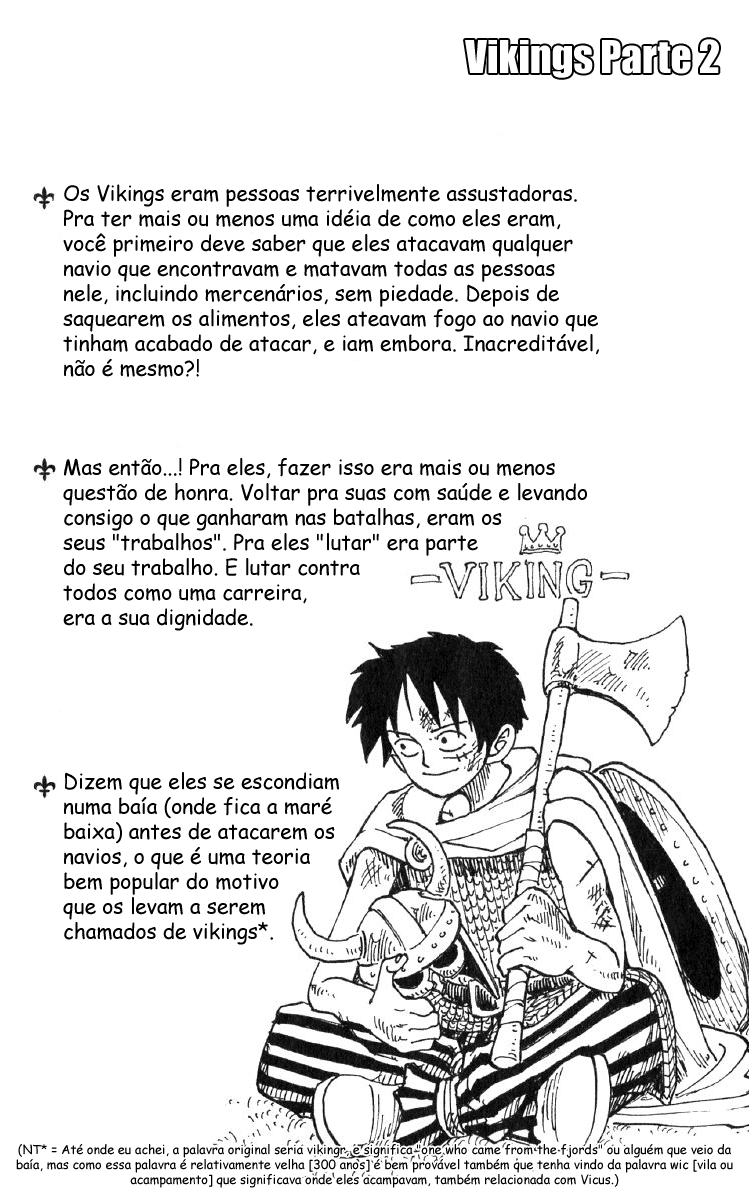 Vikings Parte 2
Os Vikings eram pessoas terrivelmente assustadoras.
Pra ter mais ou menos uma idéia de como eles eram,
você primeiro deve saber que eles atacavam qualquer
navio que encontravam e matavam todas as pessoas
nele, incluindo mercenários, sem piedade. Depois de
saquearem os alimentos, eles ateavam fogo ao navio que
tinham acabado de atacar, e iam embora. Inacreditável,
não é mesmo?!
Mas então...! Pra eles, fazer isso era mais ou menos
questão de honra. Voltar pra suas com saúde e levando
consigo o que ganharam nas batalhas, eram os
seus "trabalhos". Pra eles "lutar" era parte
do seu trabalho. E lutar contra
todos como uma carreira,
era a sua dignidade.
-VIKING-
Dizem que eles se escondiam
numa baía (onde fica a maré
baixa) antes de atacarem os
navios, o que é uma teoria
bem popular do motivo
que os levam a serem
chamados de vikings*.
(NT* = Até onde eu achei, a palavra original seria vikingr, e significa "one who came from the fjords" ou alguém que veio da
baía, mas como essa palavra é relativamente velha [300 anos] é bem provável também que tenha vindo da palavra wic [vila ou
acampamento] que significava onde eles acampavam, também relacionada com Vicus.)